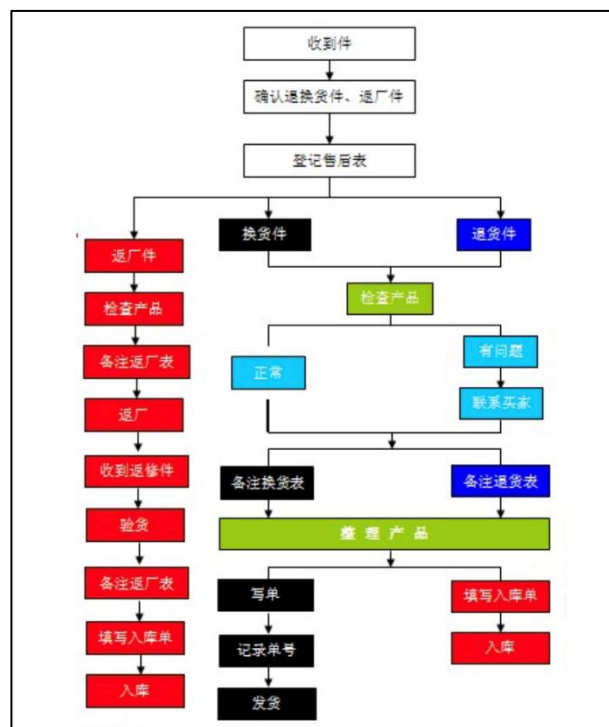 收到件
确认退换货件、返厂件
登记售后表
返厂件
换货件
退货件
检查产品
检查产品
备注返厂表
正常
有问题
返厂
联系买家
收到返修件
备注换货表
备注退货表
验货
整 理 产 品
备注返厂表
写单
填写入库单
填写入库单
记录单号
入库
入库
发货